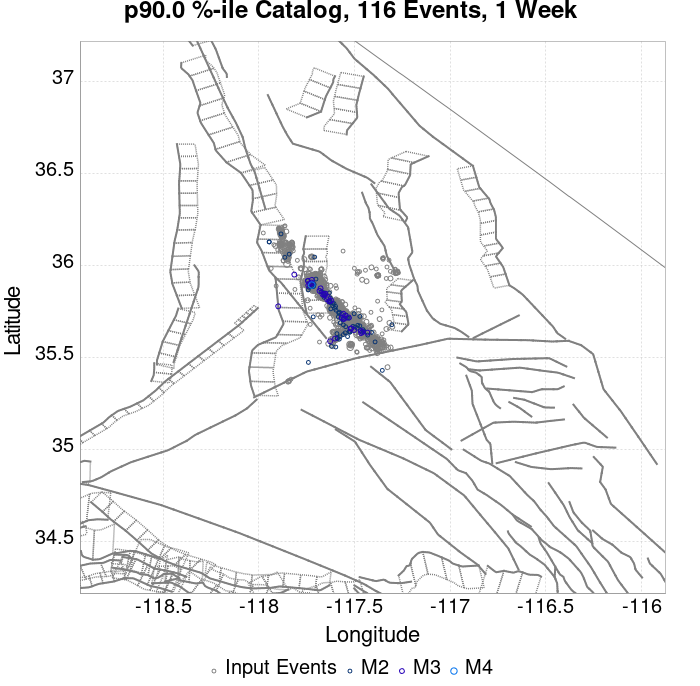 p90.0 %-ile Catalog, 116 Events, 1 Week
37
36.5
36
35.5
35
34.5
Latitude
-118.5 -118 -117.5 -117 -116.5 -116
Longitude
Input Events M2 M3 M4